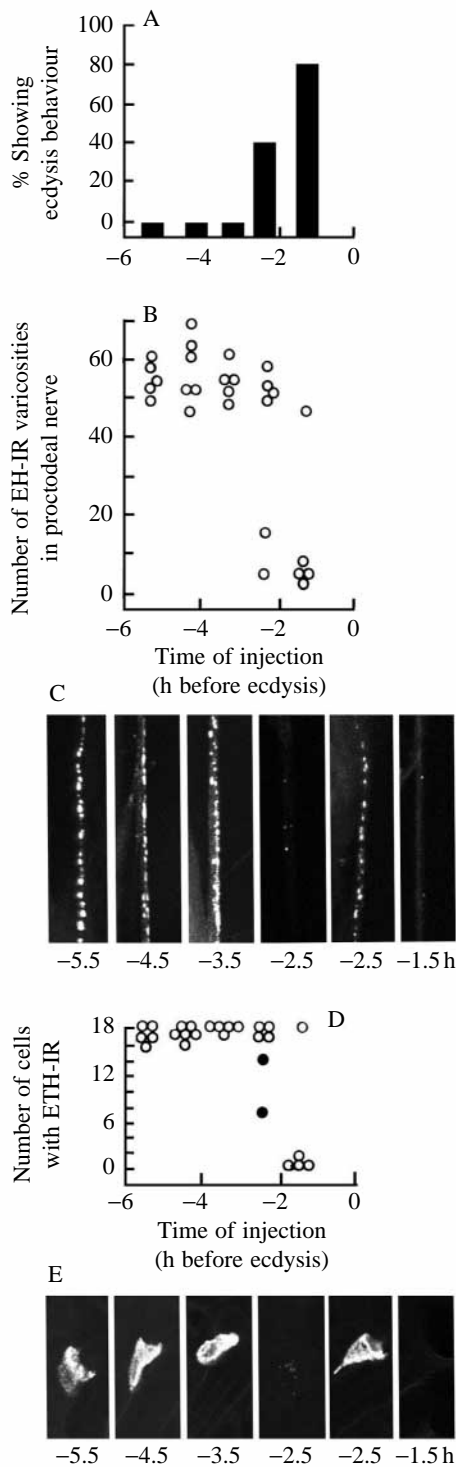 A
% Showing
ecdysis behaviour
100
80
60
40
20
0
−6
−4
−2
0
B
Number of EH-IR varicosities
in proctodeal nerve
60
40
20
0
−6
−4
−2
0
Time of injection
(h before ecdysis)
C
−5.5
−4.5
−3.5
−2.5
−2.5
−1.5 h
D
Number of cells
with ETH-IR
18
12
6
0
−6
−4
−2
0
Time of injection
(h before ecdysis)
E
−5.5
−4.5
−3.5
−2.5
−2.5
−1.5 h